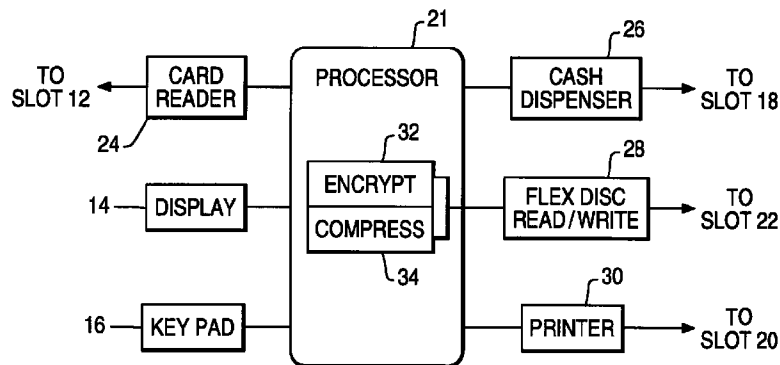 21
26
TO
SLOT 12
CARD
READER
PROCESSOR
CASH
DISPENSER
TO
SLOT 18
24
32
28
14
DISPLAY
ENCRYPT
COMPRESS
FLEX DISC
READ/WRITE
TO
SLOT 22
34
30
16
KEY PAD
PRINTER
TO
SLOT 20